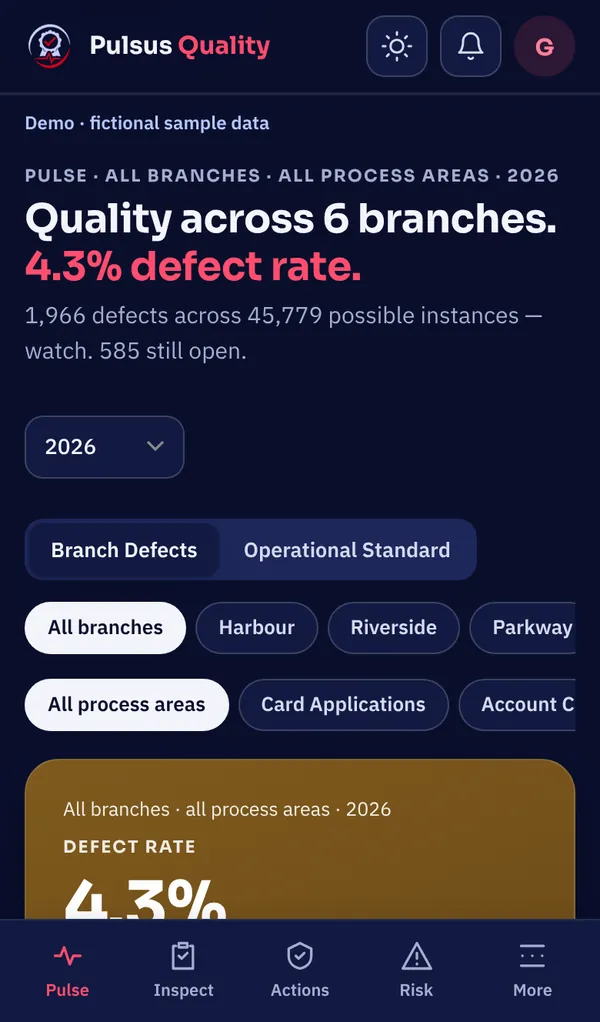 Pulsus Quality
G
Demo · fictional sample data
PULSE · ALL BRANCHES · ALL PROCESS AREAS · 2026
Quality across 6 branches.
4.3% defect rate.
1,966 defects across 45,779 possible instances —
watch. 585 still open.
2026
Branch Defects Operational Standard
All branches Harbour Riverside Parkway
All process areas Card Applications Account C
All branches · all process areas · 2026
DEFECT RATE
4.3%
Pulse Inspect Actions Risk More